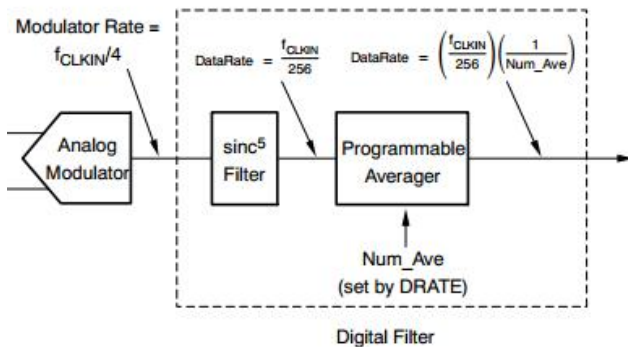 Modulator Rate =
fCLKIN/4
DataRate = fCLKIN/256
DataRate = (fCLKIN/256)(1/Num_Ave)
Analog
Modulator
sinc⁵
Filter
Programmable
Averager
Num_Ave
(set by DRATE)
Digital Filter